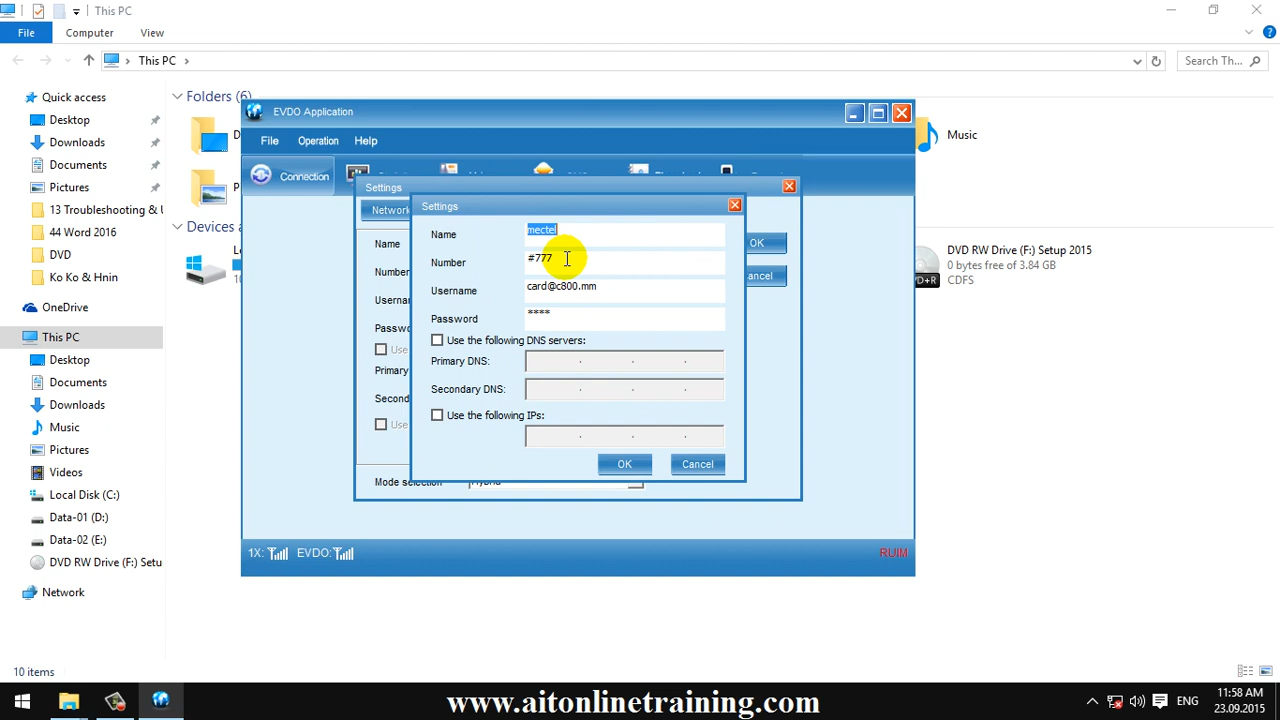 This PC
File
Computer
View
This PC
Search Th...
Quick access
Desktop
Downloads
Documents
Pictures
13 Troubleshooting & U
44 Word 2016
DVD
Ko Ko & Hnin
OneDrive
This PC
Desktop
Documents
Downloads
Music
Pictures
Videos
Local Disk (C:)
Data-01 (D:)
Data-02 (E:)
DVD RW Drive (F:) Setu
Network
Folders (6)
Music
DVD RW Drive (F:) Setup 2015
0 bytes free of 3.84 GB
CDFS
EVDO Application
File
Operation
Help
Connection
Settings
Network
Name
Number
Use
Primary
OK
Mode selection
Settings
Name
mectel
Number
#777
Username
card@c800.mm
Password
****
Use the following DNS servers:
Primary DNS:
Secondary DNS:
Use the following IPs:
OK
Cancel
1X:
EVDO:
RUIM
10 items
www.aitonlinetraining.com
ENG
11:58 AM
23.09.2015